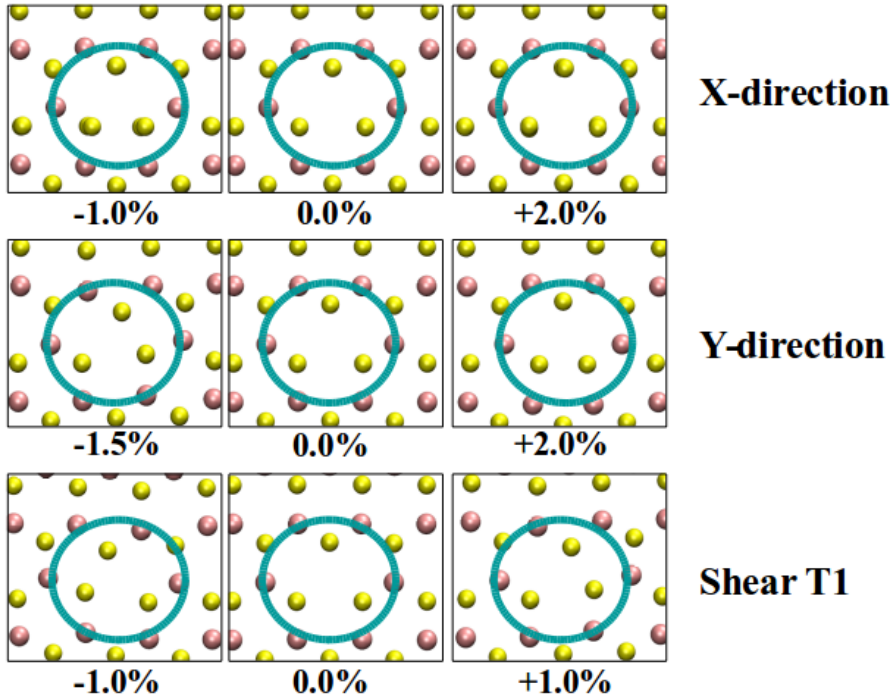 X-direction
-1.0% 0.0% +2.0%
Y-direction
-1.5% 0.0% +2.0%
Shear T1
-1.0% 0.0% +1.0%